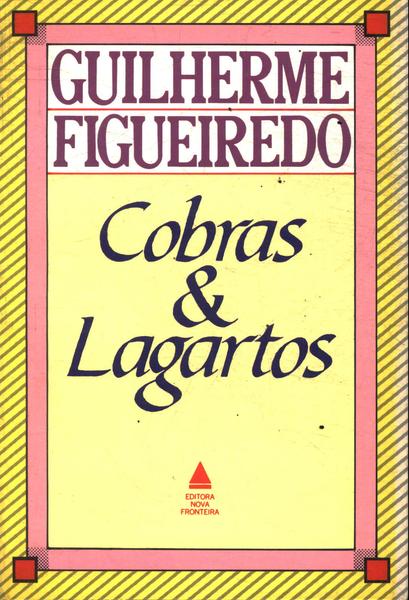 GUILHERME
FIGUEIREDO
Cobras
&
Lagartos
EDITORA
NOVA
FRONTEIRA